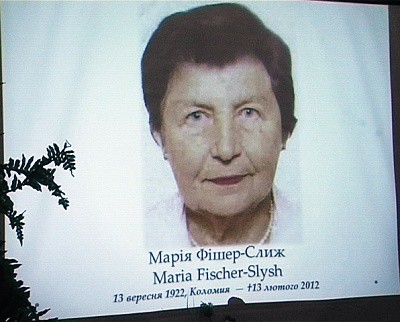 Марія Фішер-Слиж
Maria Fischer-Slysh
13 вересня 1922, Коломия — †13 лютого 2012